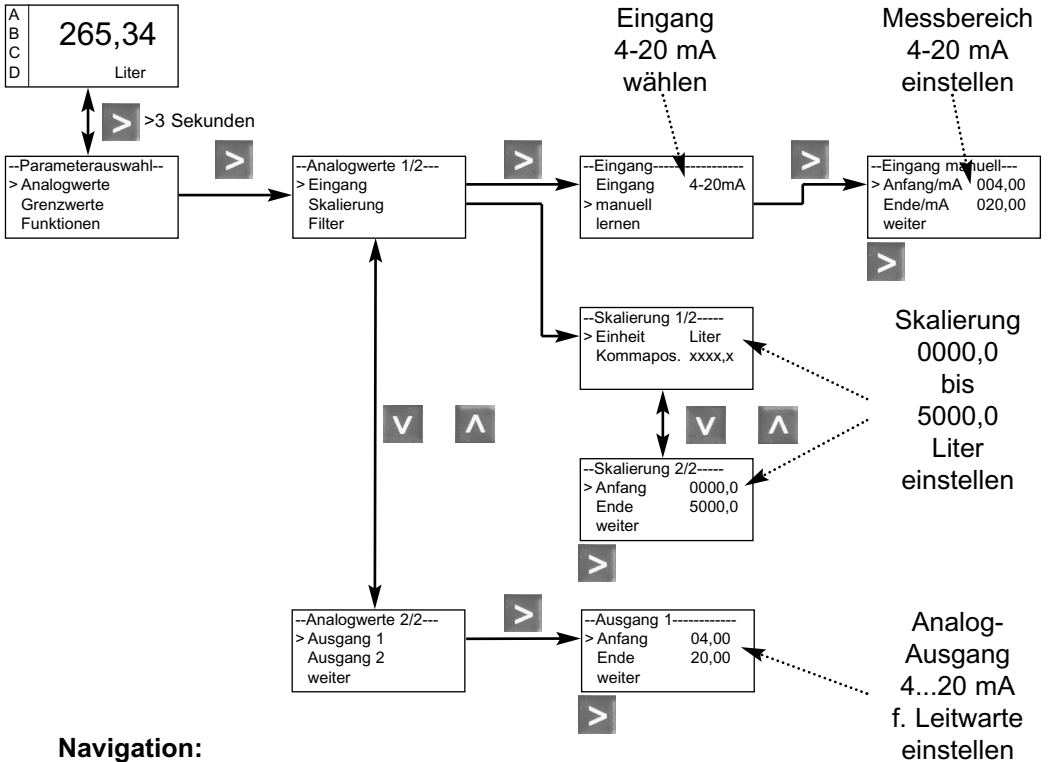 A
B
C
D
265,34
Liter
>
>3 Sekunden
--Parameterauswahl--
> Analogwerte
Grenzwerte
Funktionen
>
--Analogwerte 1/2---
> Eingang
Skalierung
Filter
>
Eingang
4-20 mA
wählen
--Eingang----------------
Eingang 4-20mA
> manuell
lernen
>
Messbereich
4-20 mA
einstellen
--Eingang manuell---
> Anfang/mA 004,00
Ende/mA 020,00
weiter
>
--Skalierung 1/2-----
> Einheit Liter
Kommapos. xxxx,x
V Λ
V Λ
--Skalierung 2/2-----
> Anfang 0000,0
Ende 5000,0
weiter
>
Skalierung
0000,0
bis
5000,0
Liter
einstellen
--Analogwerte 2/2---
> Ausgang 1
Ausgang 2
weiter
>
--Ausgang 1------------
> Anfang 04,00
Ende 20,00
weiter
>
Analog-
Ausgang
4...20 mA
f. Leitwarte
einstellen
Navigation: